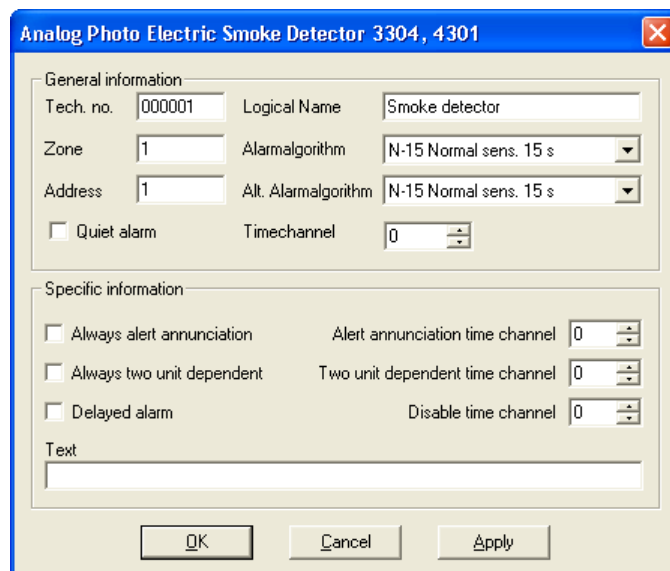 Analog Photo Electric Smoke Detector 3304, 4301
General information
Tech. no. 000001 Logical Name Smoke detector
Zone 1 Alarmalgorithm N-15 Normal sens. 15 s
Address 1 Alt. Alarmalgorithm N-15 Normal sens. 15 s
Quiet alarm Timechannel 0
Specific information
Always alert annunciation Alert annunciation time channel 0
Always two unit dependent Two unit dependent time channel 0
Delayed alarm Disable time channel 0
Text
OK Cancel Apply